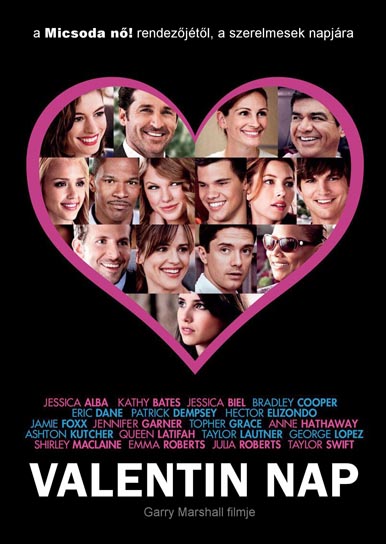 a Micsoda nő! rendezőjétől, a szerelmesek napjára
JESSICA ALBA KATHY BATES JESSICA BIEL BRADLEY COOPER
ERIC DANE PATRICK DEMPSEY HECTOR ELIZONDO
JAMIE FOXX JENNIFER GARNER TOPHER GRACE ANNE HATHAWAY
ASHTON KUTCHER QUEEN LATIFAH TAYLOR LAUTNER GEORGE LOPEZ
SHIRLEY MACLAINE EMMA ROBERTS JULIA ROBERTS TAYLOR SWIFT
VALENTIN NAP
Garry Marshall filmje